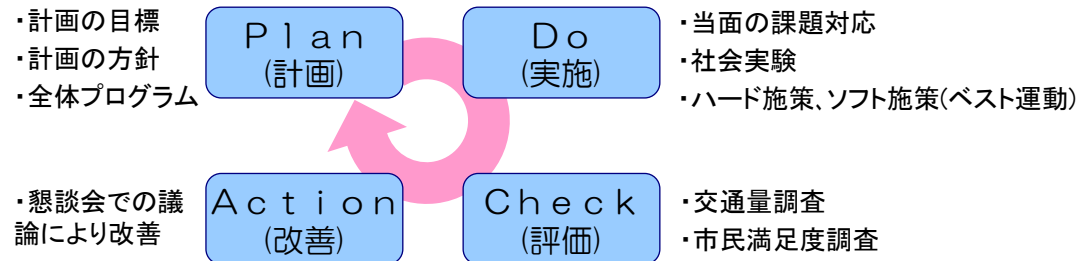 ・計画の目標
・計画の方針
・全体プログラム
Ｐｌａｎ
(計画)
Ｄｏ
(実施)
・当面の課題対応
・社会実験
・ハード施策、ソフト施策(ベスト運動)
・懇談会での議
論により改善
Ａｃｔｉｏｎ
(改善)
Ｃｈｅｃｋ
(評価)
・交通量調査
・市民満足度調査